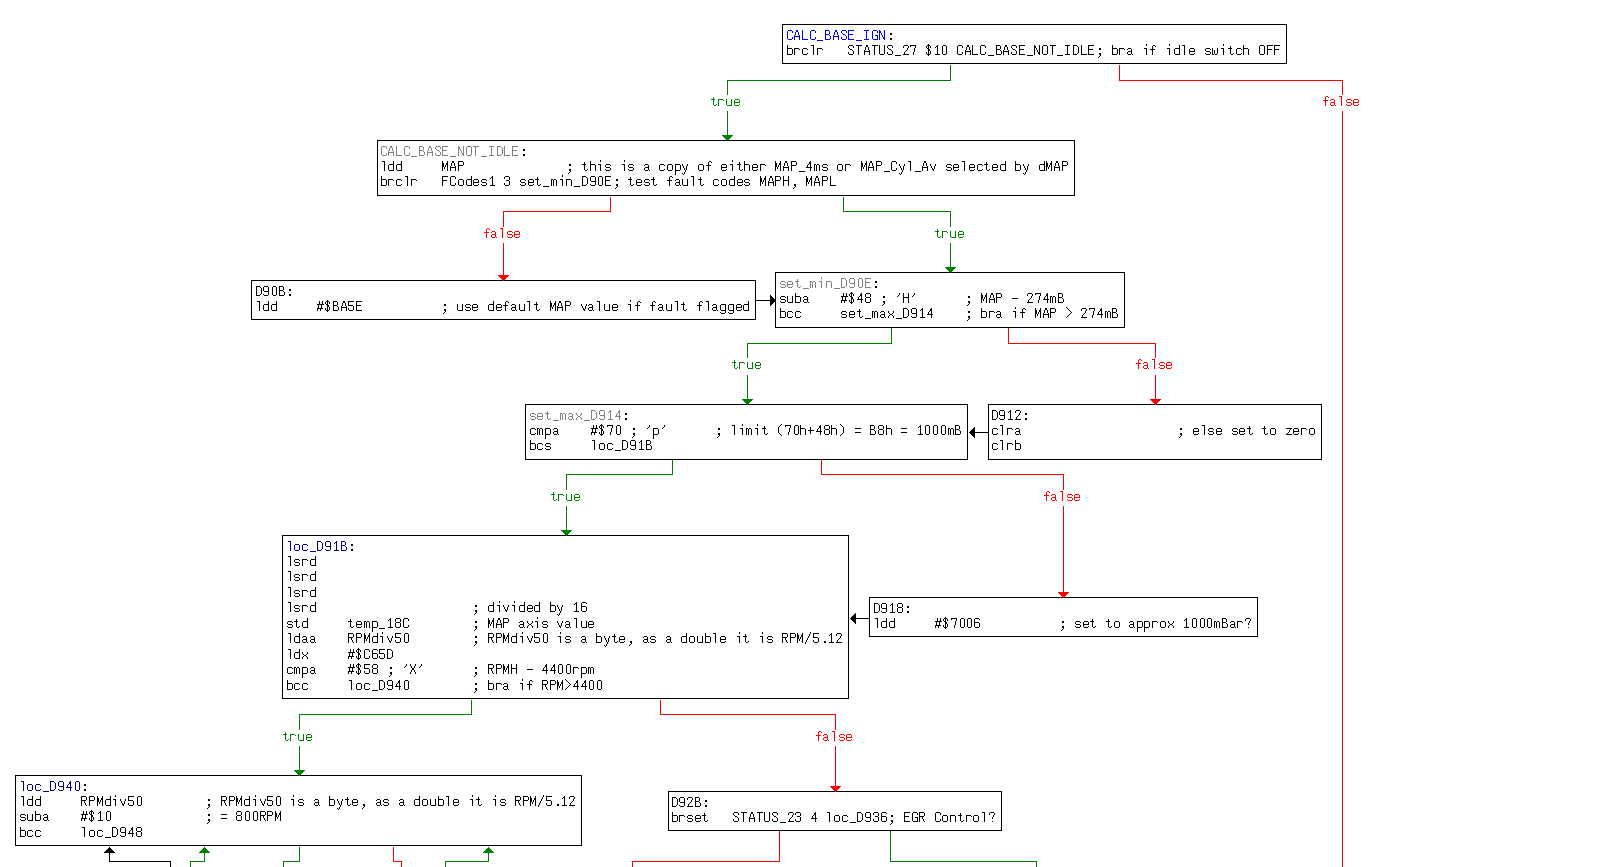 CALC_BASE_IGN:
brclr STATUS_27 $10 CALC_BASE_NOT_IDLE; bra if idle switch OFF
true
false
CALC_BASE_NOT_IDLE:
ldd MAP ; this is a copy of either MAP_4ms or MAP_Cyl_Av selected by dMAP
brclr FCodes1 3 set_min_D90E; test fault codes MAPH, MAPL
false
true
D90B:
ldd #$BA5E ; use default MAP value if fault flagged
set_min_D90E:
suba #$48 ; 'H' ; MAP - 274mB
bcc set_max_D914 ; bra if MAP > 274mB
true
false
set_max_D914:
cmpa #$70 ; 'p' ; limit (70h+48h) = B8h = 1000mB
bcs loc_D91B
D912:
clra ; else set to zero
clrb
true
false
loc_D91B:
lsrd
lsrd
lsrd
lsrd ; divided by 16
std temp_18C ; MAP axis value
ldaa RPMdiv50 ; RPMdiv50 is a byte, as a double it is RPM/5.12
ldx #$C65D
cmpa #$58 ; 'X' ; RPMH - 4400rpm
bcc loc_D940 ; bra if RPM>4400
D918:
ldd #$7006 ; set to approx 1000mBar?
true
false
loc_D940:
ldd RPMdiv50 ; RPMdiv50 is a byte, as a double it is RPM/5.12
suba #$10 ; = 800RPM
bcc loc_D948
D92B:
brset STATUS_23 4 loc_D936; EGR Control?